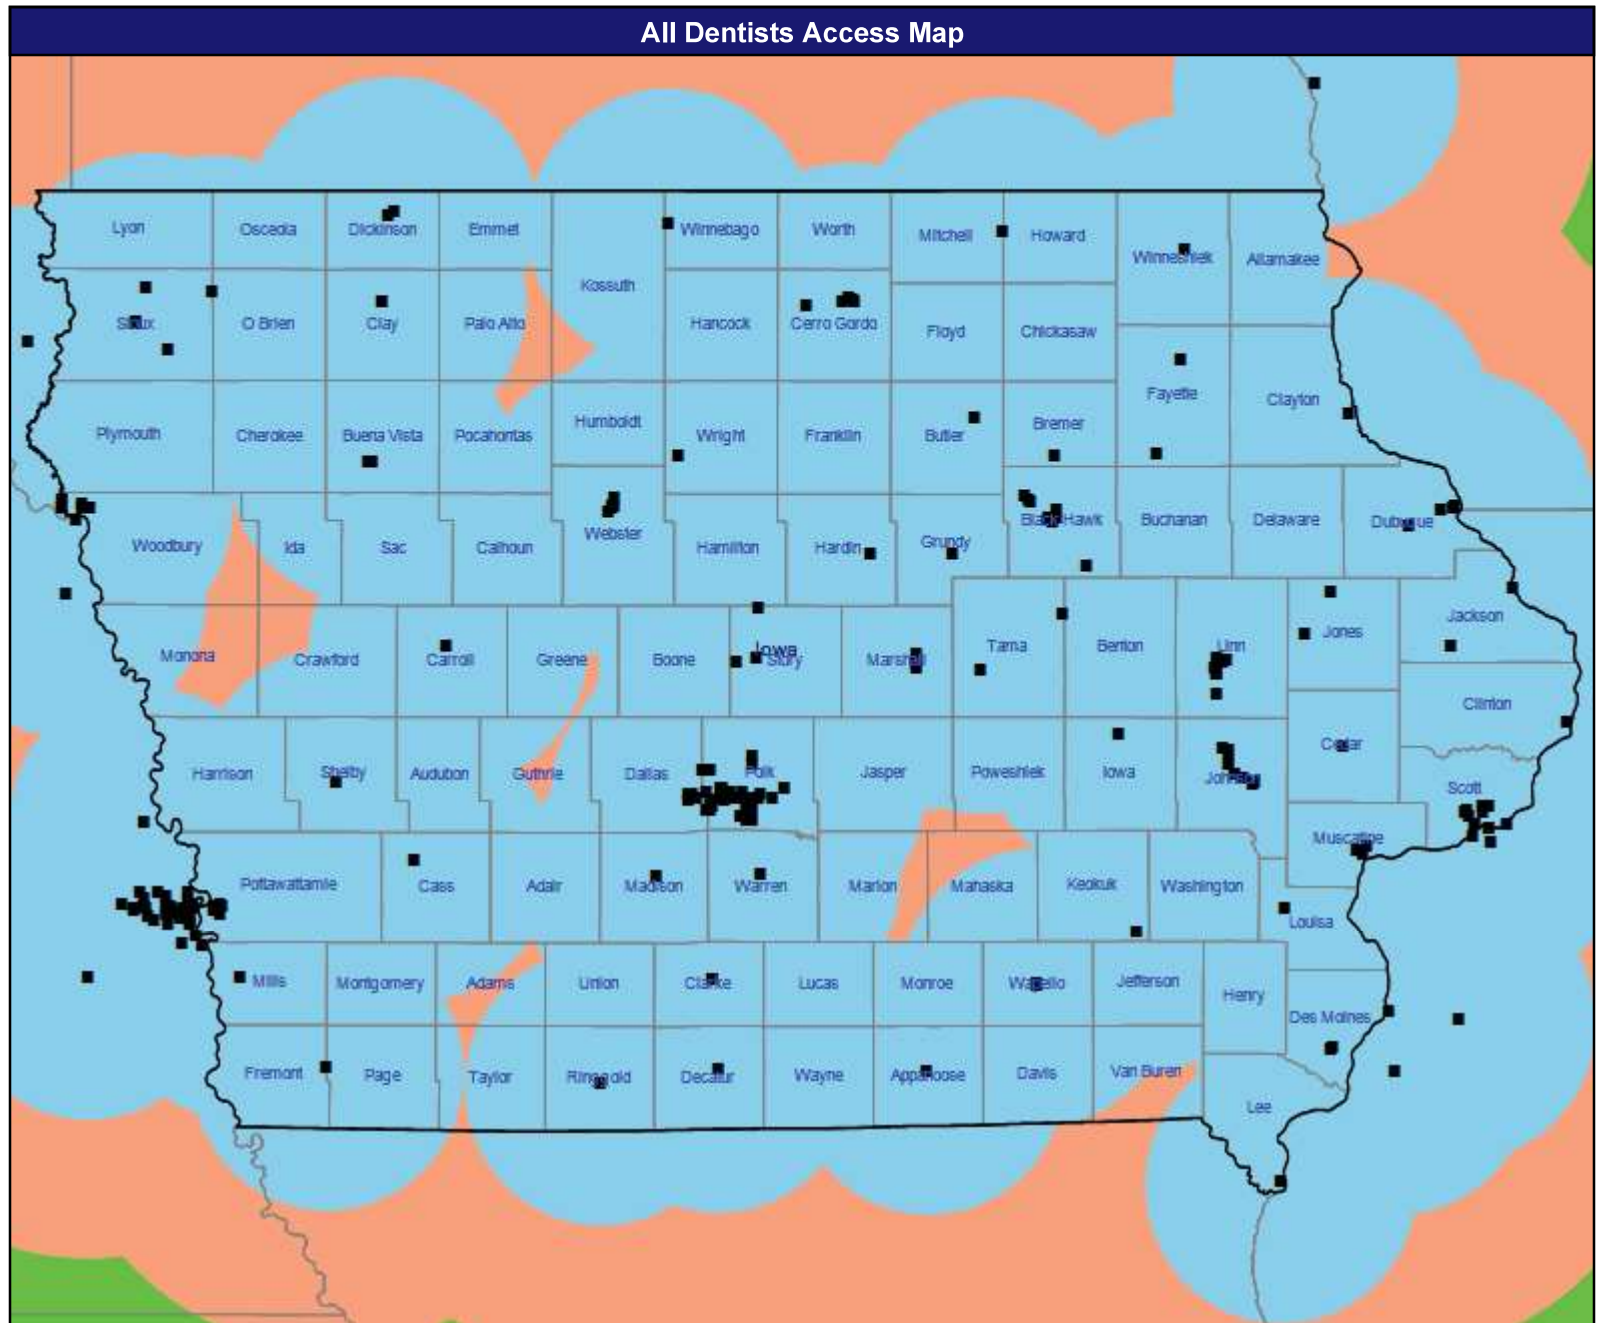 All Dentists Access Map
Lyon
Osceola
Dickinson
Emmet
Kossuth
Winnebago
Worth
Mitchell
Howard
Winneshiek
Allamakee
Sioux
O Brien
Clay
Palo Alto
Hancock
Cerro Gordo
Floyd
Chickasaw
Fayette
Clayton
Plymouth
Cherokee
Buena Vista
Pocahontas
Humboldt
Wright
Franklin
Butler
Bremer
Woodbury
Ida
Sac
Calhoun
Webster
Hamilton
Hardin
Grundy
Black Hawk
Buchanan
Delaware
Dubuque
Monona
Crawford
Carroll
Greene
Boone
Iowa
Story
Marshall
Tama
Benton
Linn
Jones
Jackson
Clinton
Harrison
Shelby
Audubon
Guthrie
Dallas
Polk
Jasper
Poweshiek
Iowa
Johnson
Cedar
Scott
Muscatine
Pottawattamie
Cass
Adair
Madison
Warren
Marion
Mahaska
Keokuk
Washington
Louisa
Mills
Montgomery
Adams
Union
Clarke
Lucas
Monroe
Wapello
Jefferson
Henry
Des Moines
Fremont
Page
Taylor
Ringgold
Decatur
Wayne
Appanoose
Davis
Van Buren
Lee